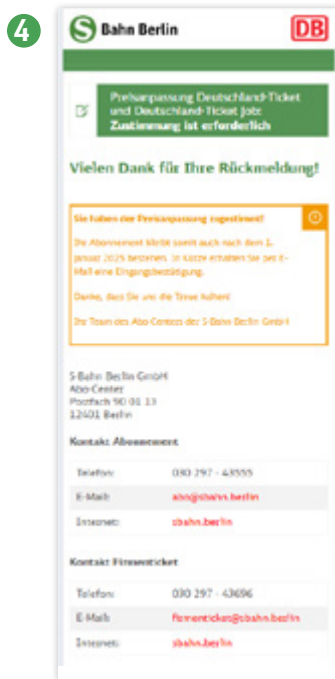 4
S Bahn Berlin DB
Preisanpassung Deutschland-Ticket
und Deutschland-Ticket Job:
Zustimmung ist erforderlich
Vielen Dank für Ihre Rückmeldung!
Sie haben der Preisanpassung zugestimmt!
Ihr Abonnement bleibt somit auch nach dem 1.
Januar 2025 bestehen. In Kürze erhalten Sie per E-
Mail eine Eingangsbestätigung.
Danke, dass Sie uns die Treue halten!
Ihr Team des Abo-Centers der S-Bahn Berlin GmbH
S-Bahn Berlin GmbH
Abo-Center
Postfach 90 01 13
12401 Berlin
Kontakt Abonnement
Telefon: 030 297 - 43555
E-Mail: abo@sbahn.berlin
Internet: sbahn.berlin
Kontakt Firmenticket
Telefon: 030 297 - 43696
E-Mail: firmenticket@sbahn.berlin
Internet: sbahn.berlin